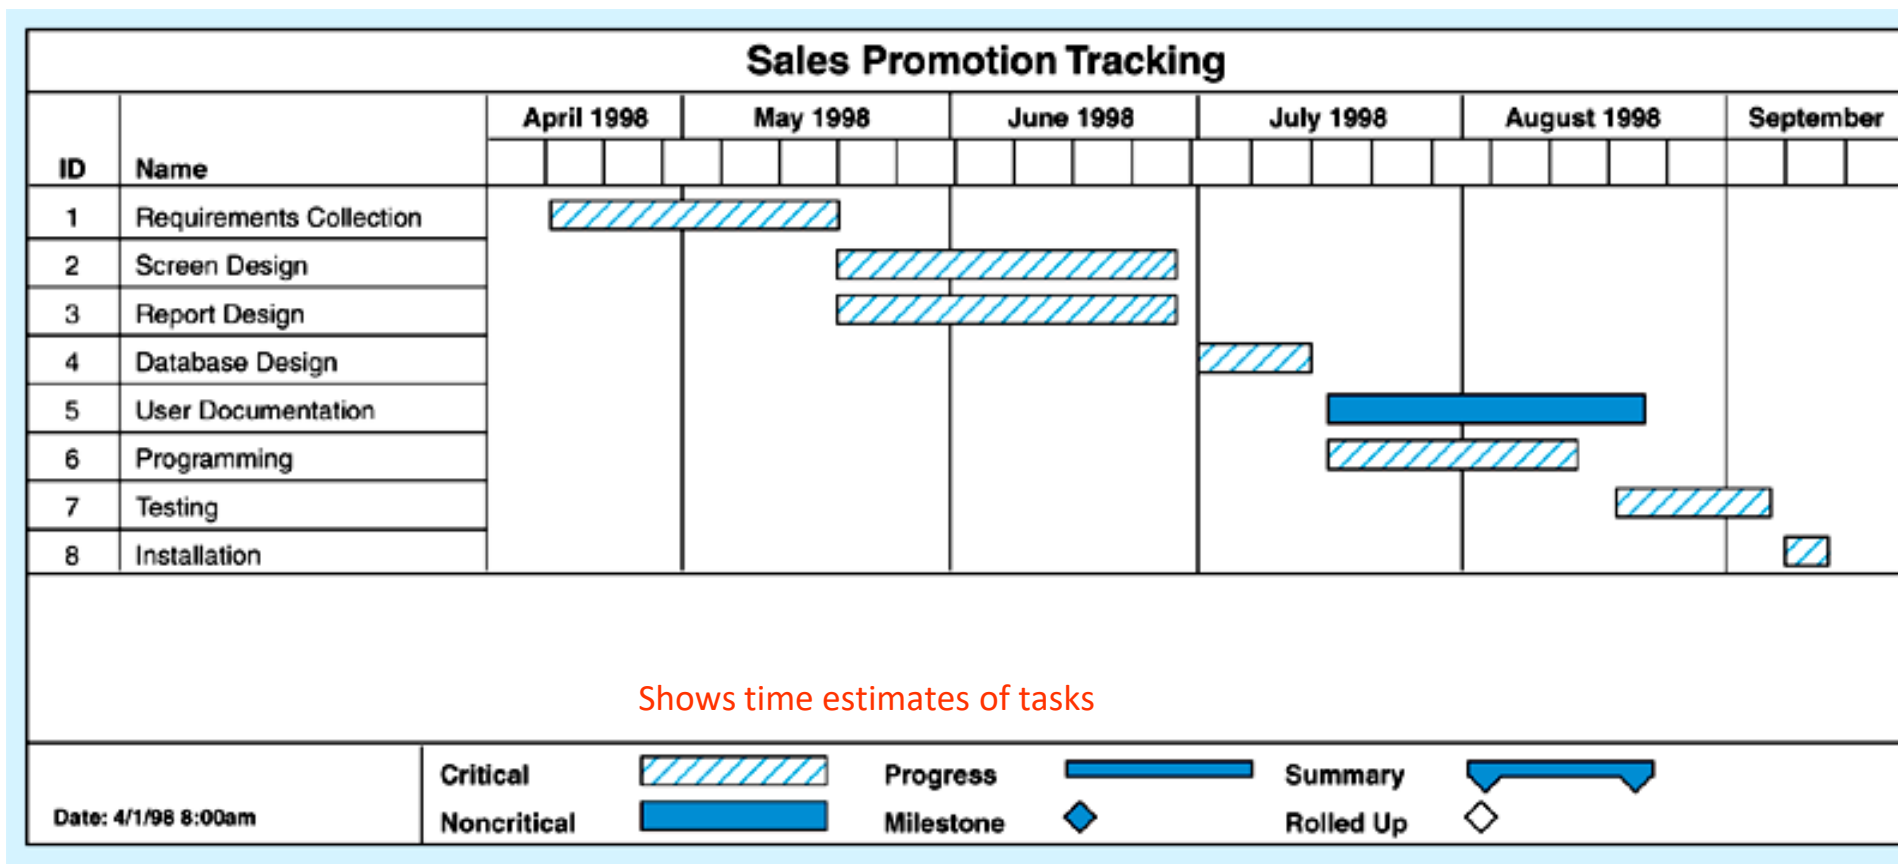 Sales Promotion Tracking
April 1998 May 1998 June 1998 July 1998 August 1998 September
ID Name
1 Requirements Collection
2 Screen Design
3 Report Design
4 Database Design
5 User Documentation
6 Programming
7 Testing
8 Installation
Shows time estimates of tasks
Critical Progress Summary
Date: 4/1/98 8:00am
Noncritical Milestone Rolled Up